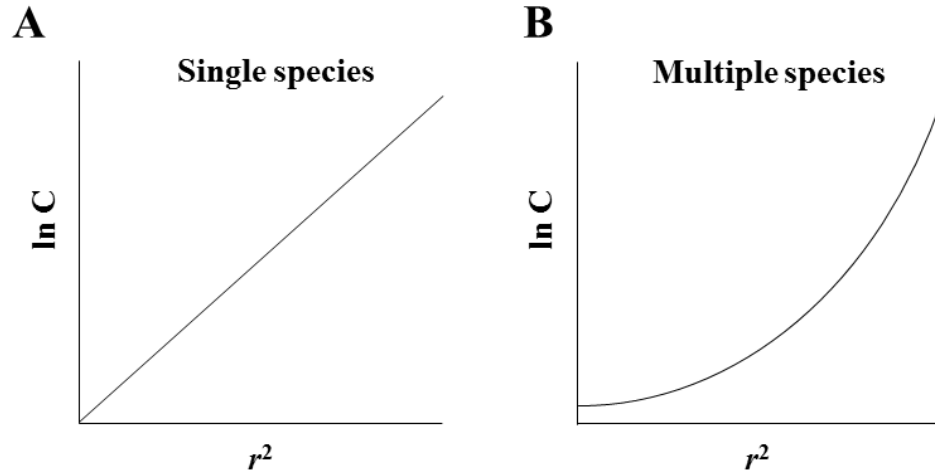 A
Single species
ln C
r²
B
Multiple species
ln C
r²